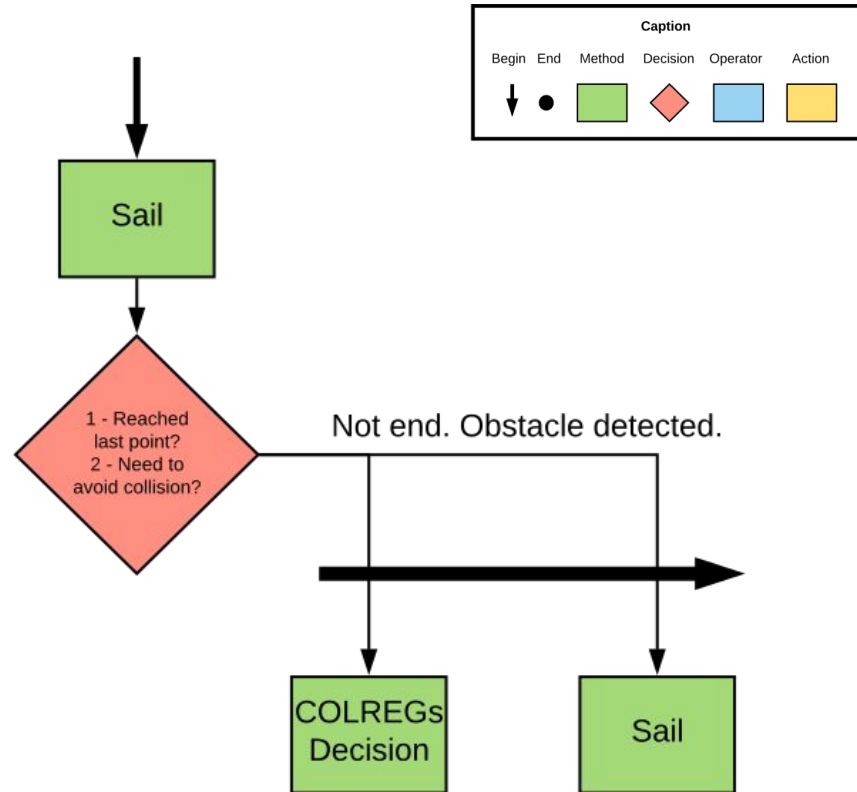 Caption
Begin End Method Decision Operator Action
Sail
1 - Reached
last point?
2 - Need to
avoid collision?
Not end. Obstacle detected.
COLREGs
Decision
Sail